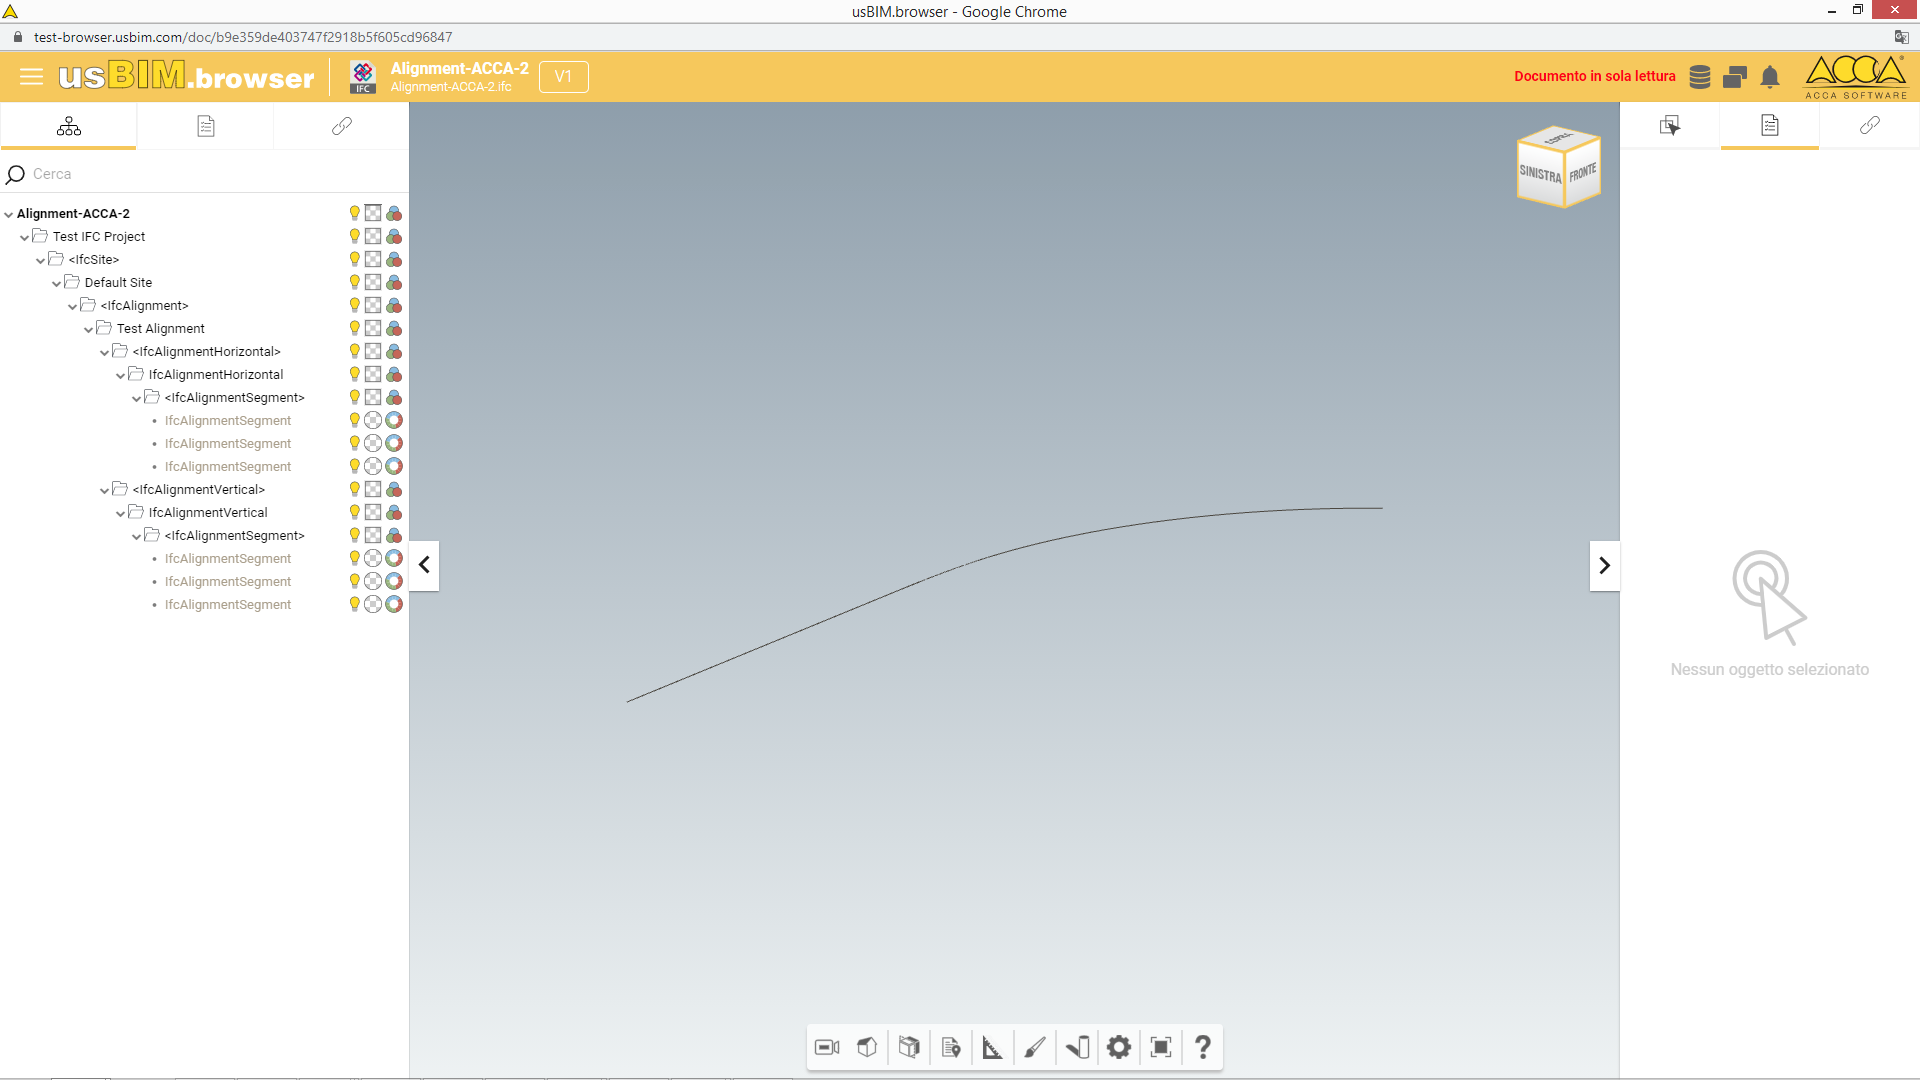 usBIM.browser - Google Chrome
test-browser.usbim.com/doc/b9e359de403747f2918b5f605cd96847
usBIM.browser
IFC
Alignment-ACCA-2
Alignment-ACCA-2.ifc
V1
Documento in sola lettura
ACCA
ACCA SOFTWARE
Cerca
Alignment-ACCA-2
Test IFC Project
<IfcSite>
Default Site
<IfcAlignment>
Test Alignment
<IfcAlignmentHorizontal>
IfcAlignmentHorizontal
<IfcAlignmentSegment>
IfcAlignmentSegment
IfcAlignmentSegment
IfcAlignmentSegment
<IfcAlignmentVertical>
IfcAlignmentVertical
<IfcAlignmentSegment>
IfcAlignmentSegment
IfcAlignmentSegment
IfcAlignmentSegment
SINISTRA
FRONTE
Nessun oggetto selezionato
?